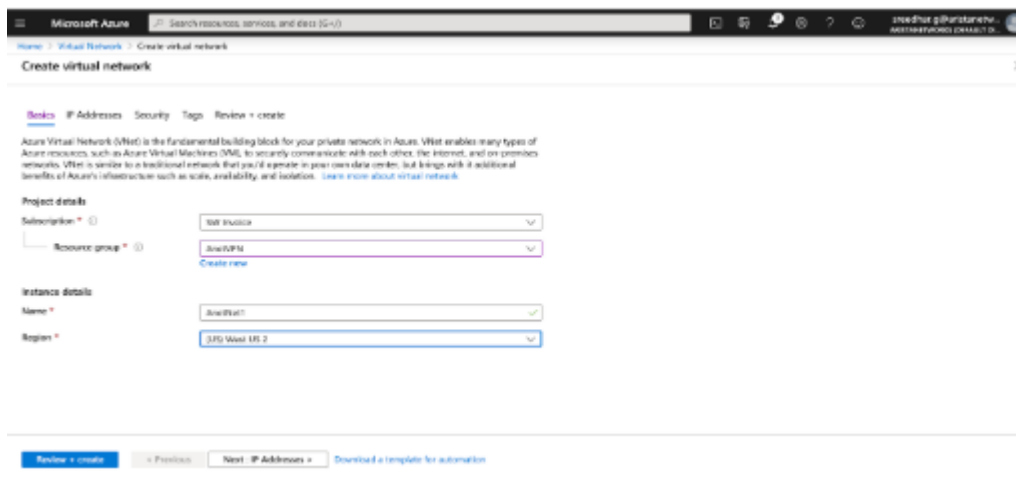 Microsoft Azure
Search resources, services, and docs (G+/)
Home > Virtual Network > Create virtual network
Create virtual network
Basics IP Addresses Security Tags Review + create
Azure Virtual Network (VNet) is the fundamental building block for your private network in Azure. VNet enables many types of
Azure resources, such as Azure Virtual Machines (VM), to securely communicate with each other, the internet, and on-premises
networks. VNet is similar to a traditional network that you'd operate in your own data center, but brings with it additional
benefits of Azure's infrastructure such as scale, availability, and isolation. Learn more about virtual network
Project details
Subscription *
Resource group *
Create new
Instance details
Name *
Region * (US) West US 2
Review + create < Previous Next : IP Addresses > Download a template for automation